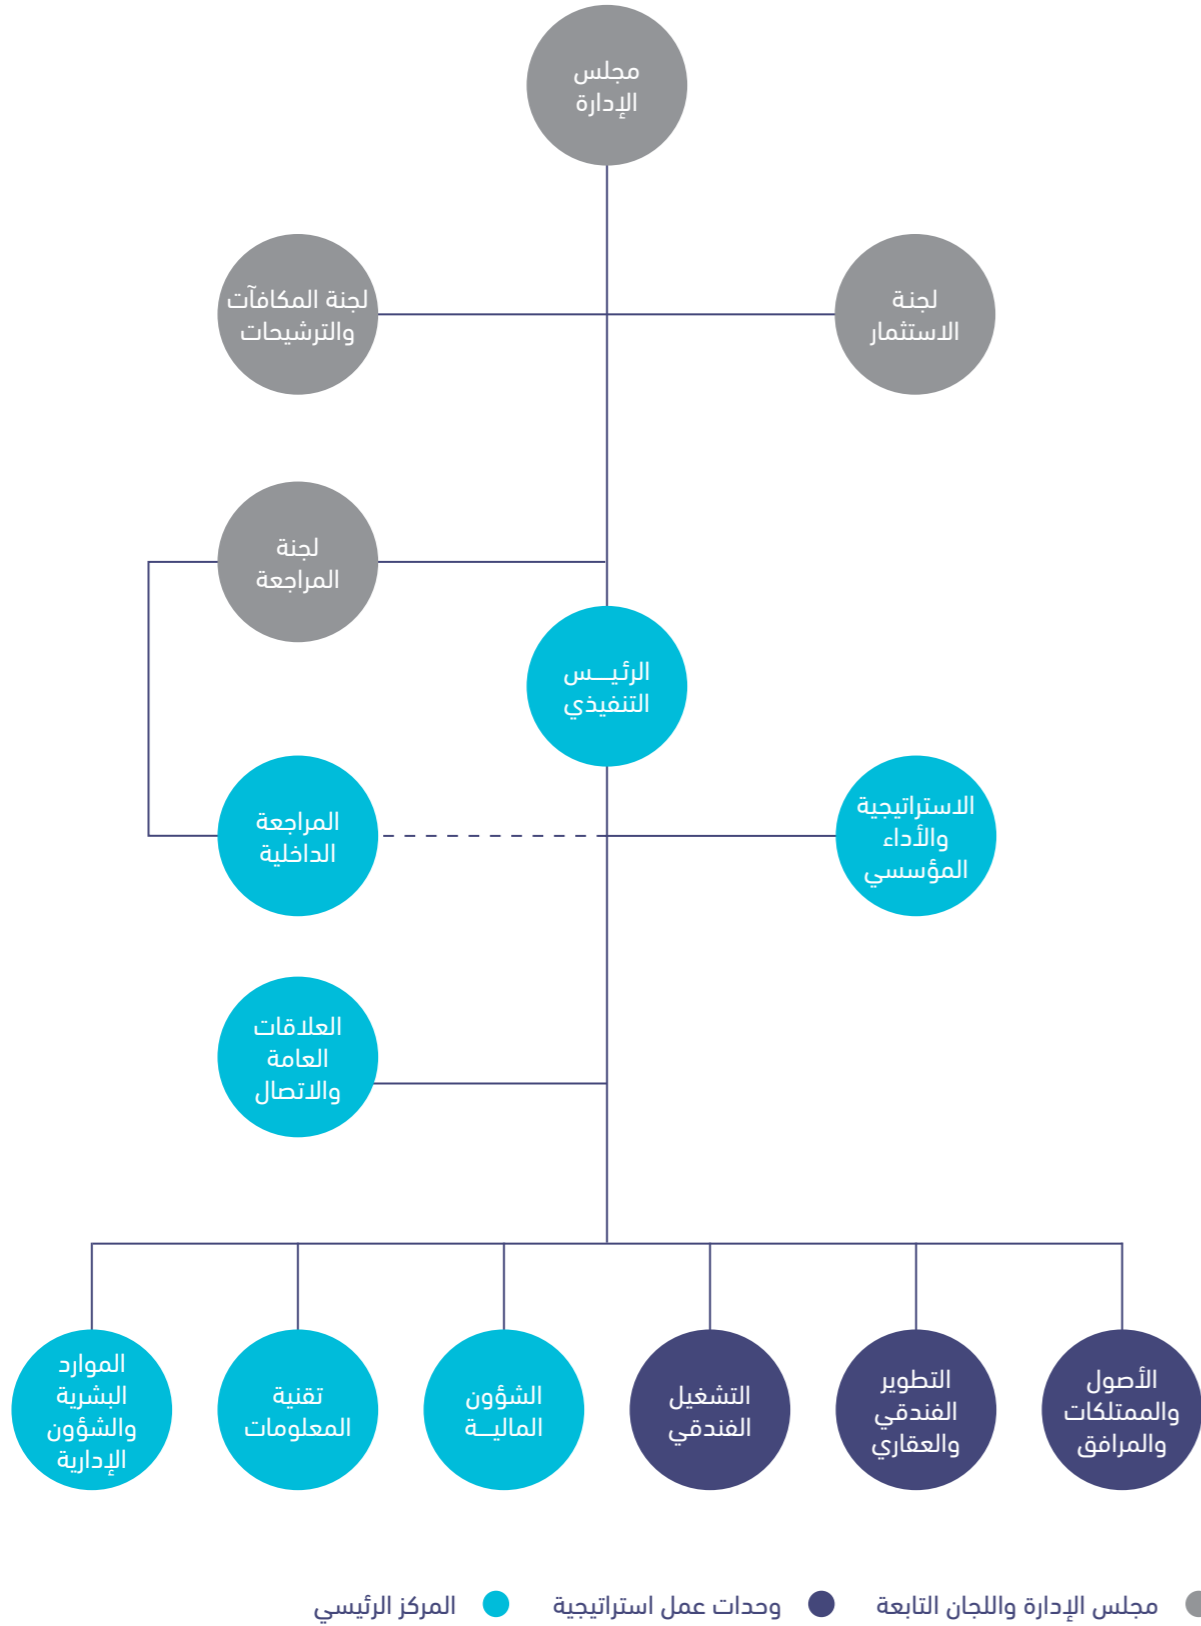 مجلس
الإدارة
لجنة
الاستثمار
لجنة المكافآت
والترشيحات
لجنة
المراجعة
الرئيــس
التنفيذي
الاستراتيجية
والأداء
المؤسسي
المراجعة
الداخلية
العلاقات
العامة
والاتصال
الأصول
والممتلكات
والمرافق
التطوير
الفندقي
والعقاري
التشغيل
الفندقي
الشؤون
الماليــة
تقنية
المعلومات
الموارد
البشرية
والشؤون
الإدارية
مجلس الإدارة واللجان التابعة
وحدات عمل استراتيجية
المركز الرئيسي